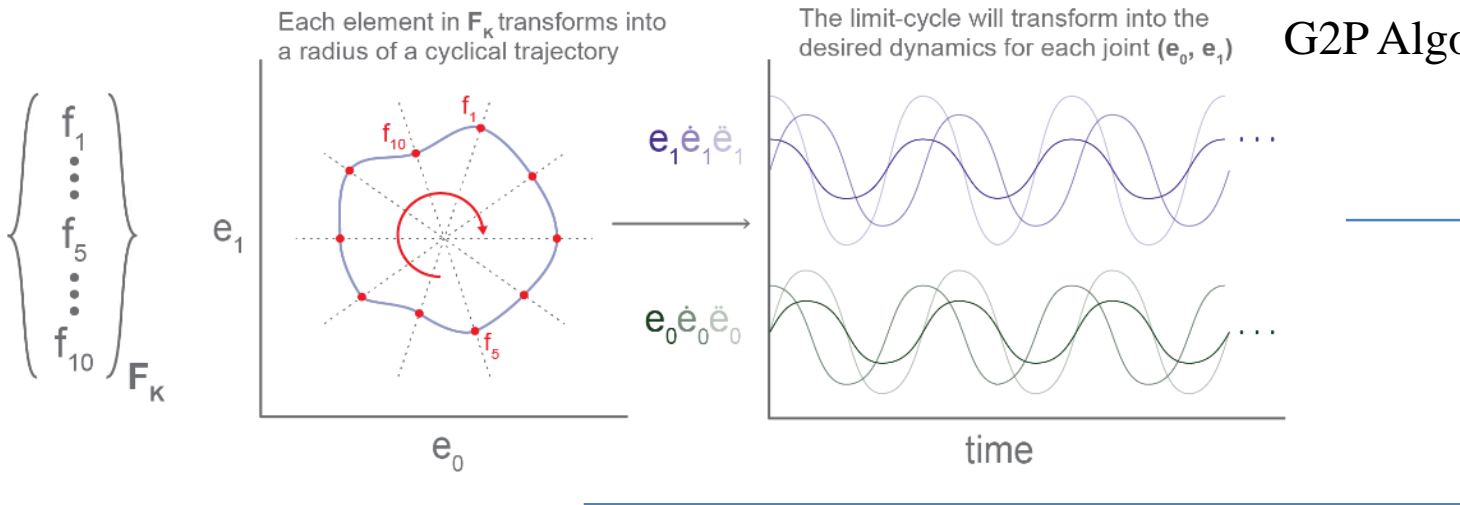 Each element in F_K transforms into
a radius of a cyclical trajectory
The limit-cycle will transform into the
desired dynamics for each joint (e₀, e₁)
G2P Algo
f₁
f₅
f₁₀
F_K
e₁
e₀
f₁
f₁₀
f₅
e₁ė₁ë₁
e₀ė₀ë₀
...
...
time